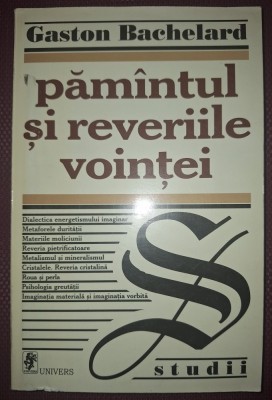 Gaston Bachelard
pămîntul
și reveriile
voinței
Dialectica energetismului imaginar
Metaforele durității
Materiile moliciunii
Reveria pietrificatoare
Metalismul și mineralismul
Cristalele. Reveria cristalină
Roua și perla
Psihologia greutății
Imaginația materială și imaginația vorbită
S
studii
UNIVERS